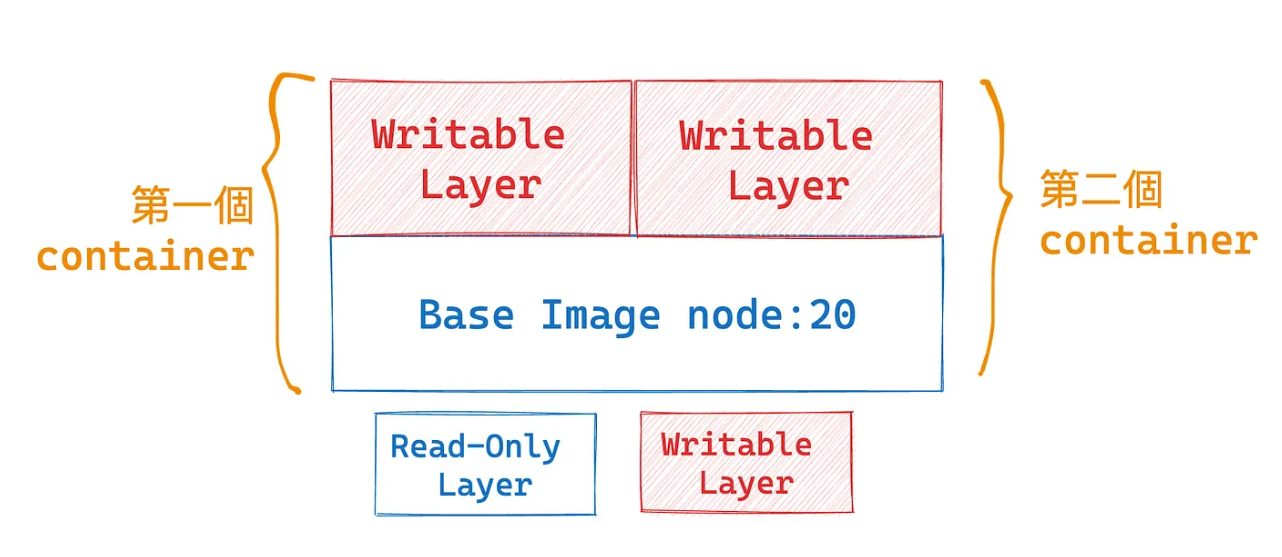 第一個
container
Writable
Layer
Writable
Layer
第二個
container
Base Image node:20
Read-Only
Layer
Writable
Layer